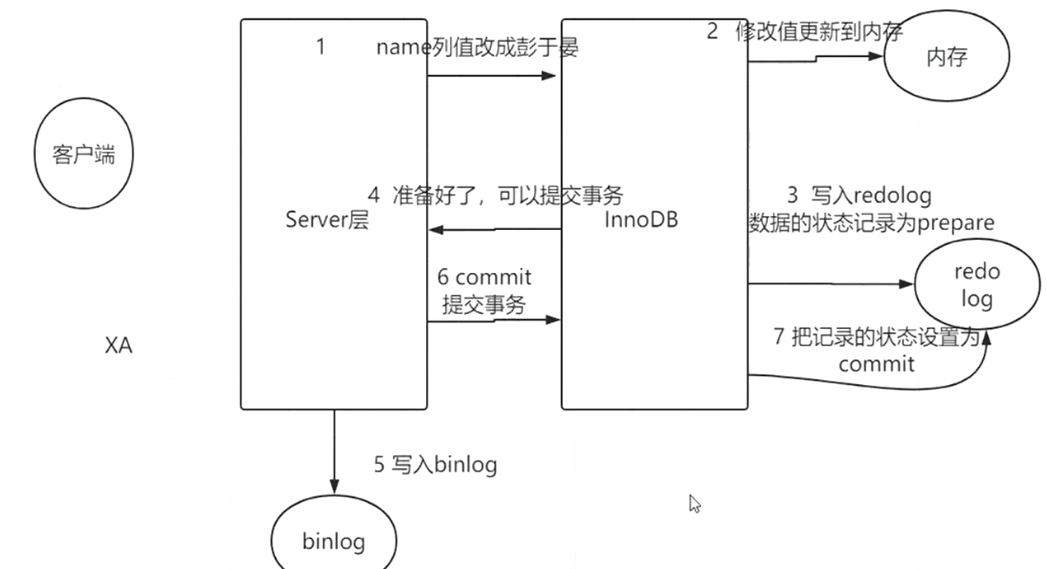 1 name列值改成彭于晏
2 修改值更新到内存
内存
客户端
4 准备好了，可以提交事务
3 写入redolog
数据的状态记录为prepare
Server层
InnoDB
redo
log
6 commit
提交事务
XA
7 把记录的状态设置为
commit
5 写入binlog
binlog